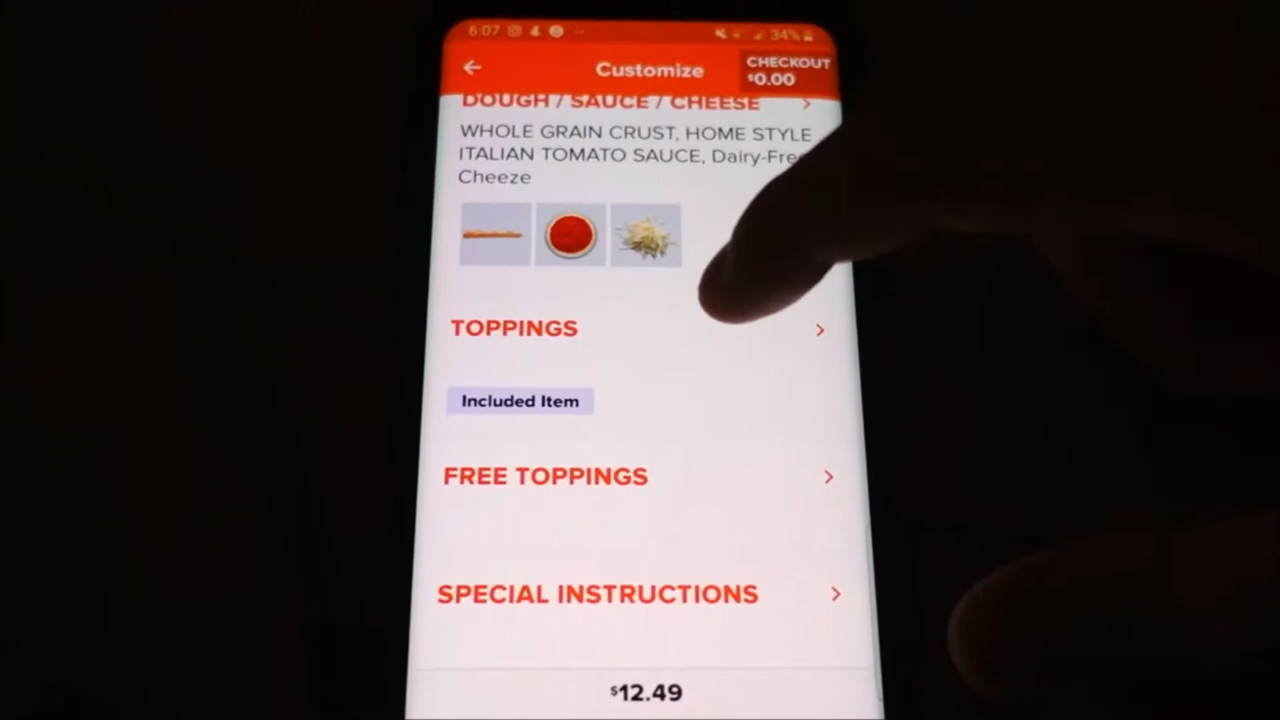 6:07
34%
Customize
CHECKOUT
$0.00
DOUGH / SAUCE / CHEESE
WHOLE GRAIN CRUST, HOME STYLE
ITALIAN TOMATO SAUCE, Dairy-Free
Cheeze
TOPPINGS
Included Item
FREE TOPPINGS
SPECIAL INSTRUCTIONS
$12.49